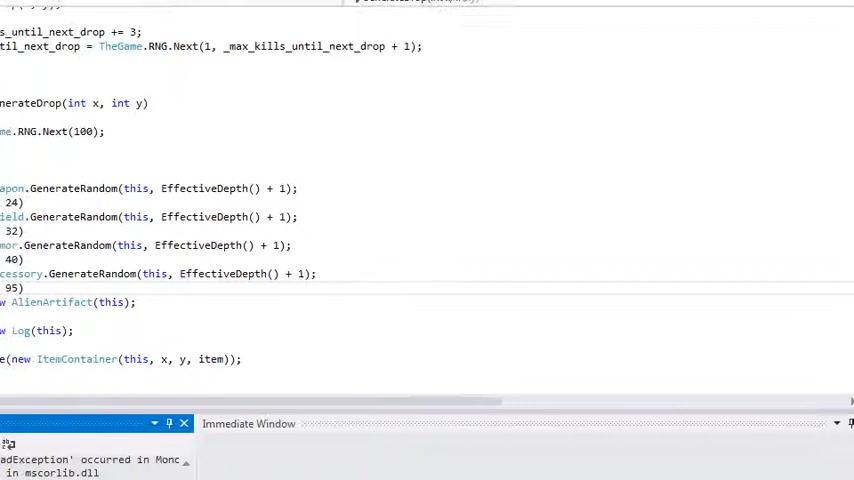 s_until_next_drop += 3;
til_next_drop = TheGame.RNG.Next(1, _max_kills_until_next_drop + 1);
nerateDrop(int x, int y)
me.RNG.Next(100);
apon.GenerateRandom(this, EffectiveDepth() + 1);
24)
ield.GenerateRandom(this, EffectiveDepth() + 1);
32)
mor.GenerateRandom(this, EffectiveDepth() + 1);
40)
cessory.GenerateRandom(this, EffectiveDepth() + 1);
95)
w AlienArtifact(this);
w Log(this);
e(new ItemContainer(this, x, y, item));
Immediate Window
adException' occurred in Monc
in mscorlib.dll